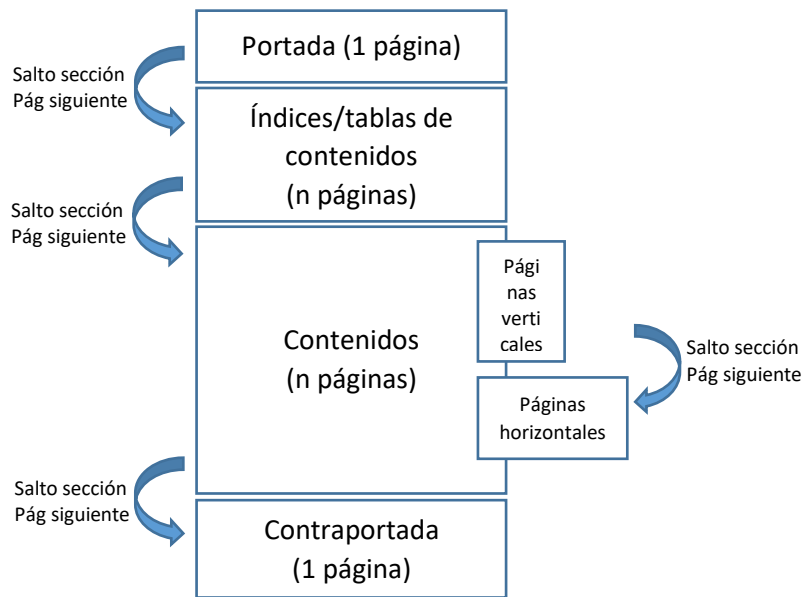 Portada (1 página)
Salto sección
Pág siguiente
Índices/tablas de
contenidos
(n páginas)
Salto sección
Pág siguiente
Contenidos
(n páginas)
Pági
nas
verti
cales
Salto sección
Pág siguiente
Páginas
horizontales
Salto sección
Pág siguiente
Contraportada
(1 página)